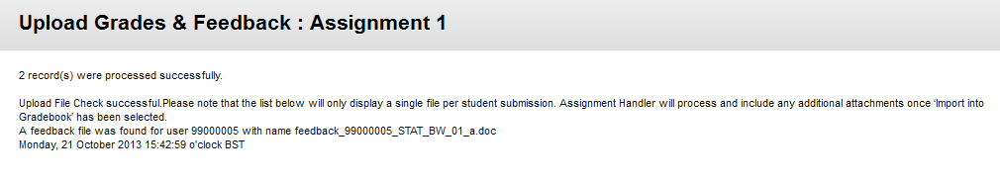 Upload Grades & Feedback : Assignment 1
2 record(s) were processed successfully.
Upload File Check successful.Please note that the list below will only display a single file per student submission. Assignment Handler will process and include any additional attachments once 'Import into
Gradebook' has been selected.
A feedback file was found for user 99000005 with name feedback_99000005_STAT_BW_01_a.doc
Monday, 21 October 2013 15:42:59 o'clock BST